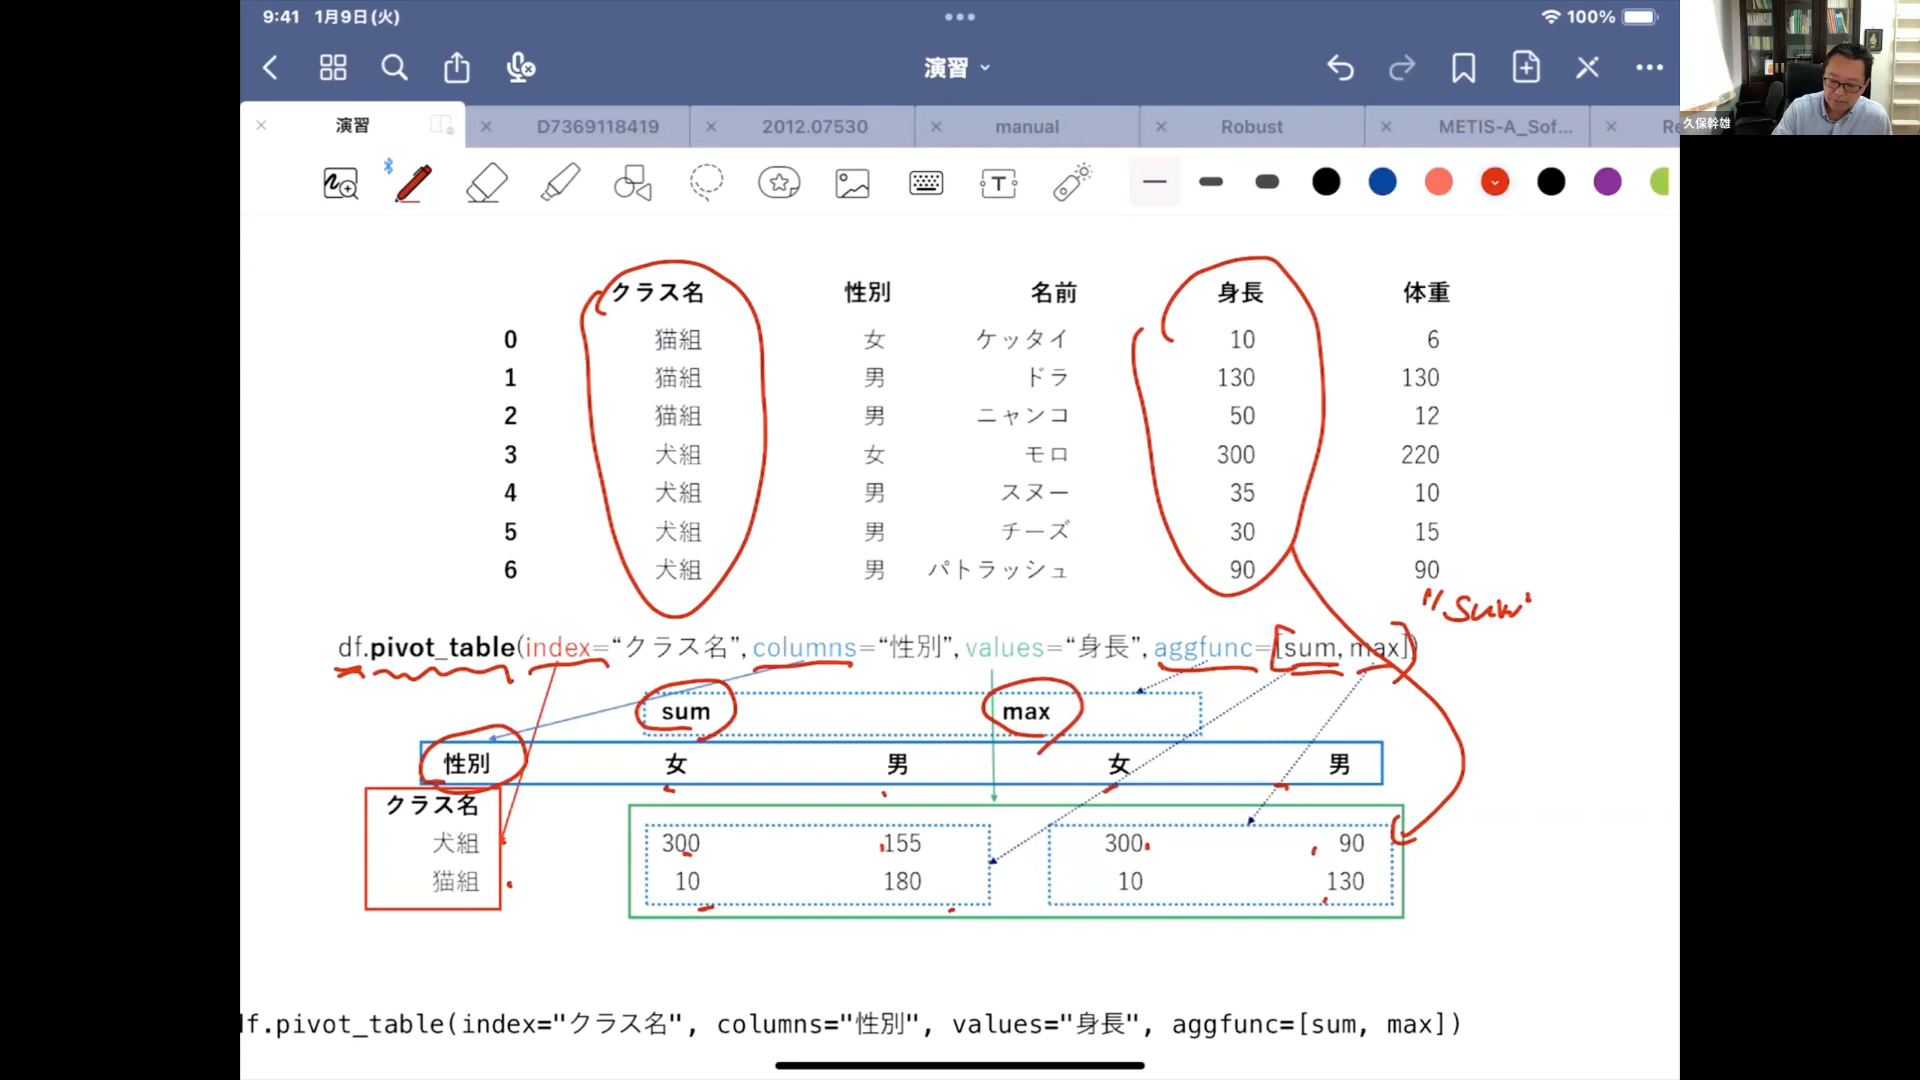 9:41 1月9日(火)
100%
演習
演習
D7369118419
2012.07530
manual
Robust
METIS-A_Sof...
久保幹雄
クラス名 性別 名前 身長 体重
0 猫組 女 ケッタイ 10 6
1 猫組 男 ドラ 130 130
2 猫組 男 ニャンコ 50 12
3 犬組 女 モロ 300 220
4 犬組 男 スヌー 35 10
5 犬組 男 チーズ 30 15
6 犬組 男 パトラッシュ 90 90
"Sum"
df.pivot_table(index=“クラス名”, columns=“性別”, values=“身長”, aggfunc=[sum, max])
sum max
性別 女 男 女 男
クラス名
犬組 300 155 300 90
猫組 10 180 10 130
f.pivot_table(index="クラス名", columns="性別", values="身長", aggfunc=[sum, max])